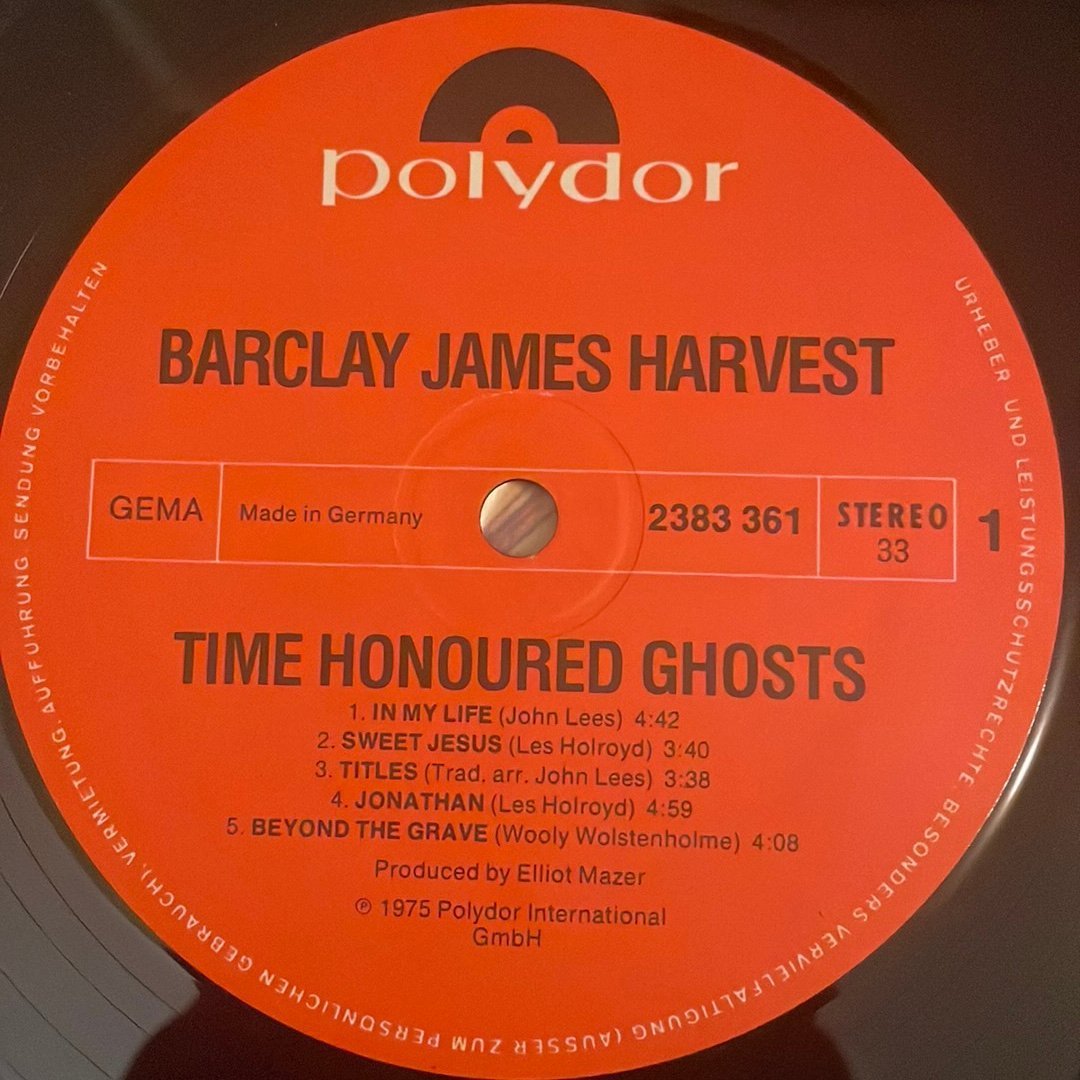 polydor
BARCLAY JAMES HARVEST
GEMA
Made in Germany
2383 361
STEREO
33
1
TIME HONOURED GHOSTS
1. IN MY LIFE (John Lees) 4:42
2. SWEET JESUS (Les Holroyd) 3:40
3. TITLES (Trad. arr. John Lees) 3:38
4. JONATHAN (Les Holroyd) 4:59
5. BEYOND THE GRAVE (Wooly Wolstenholme) 4:08
Produced by Elliot Mazer
℗ 1975 Polydor International
GmbH
URHEBER UND LEISTUNGSSCHUTZRECHTE, BESONDERS VERVIELFÄLTIGUNG (AUSSER ZUM PERSÖNLICHEN GEBRAUCH), VERMIETUNG, AUFFÜHRUNG SENDUNG VORBEHALTEN